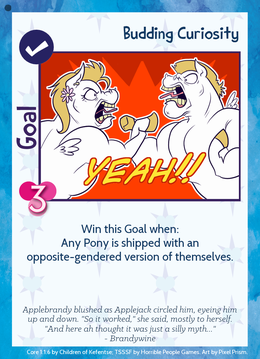 Budding Curiosity
Goal
YEAH!!
3
Win this Goal when:
Any Pony is shipped with an
opposite-gendered version of themselves.
Applebrandy blushed as Applejack circled him, eyeing him
up and down. "So it worked," she said, mostly to herself.
"And here ah thought it was just a silly myth..."
- Brandywine
Core 1.1.6 by Children of Kefentse; TSSSF by Horrible People Games. Art by Pixel Prism.